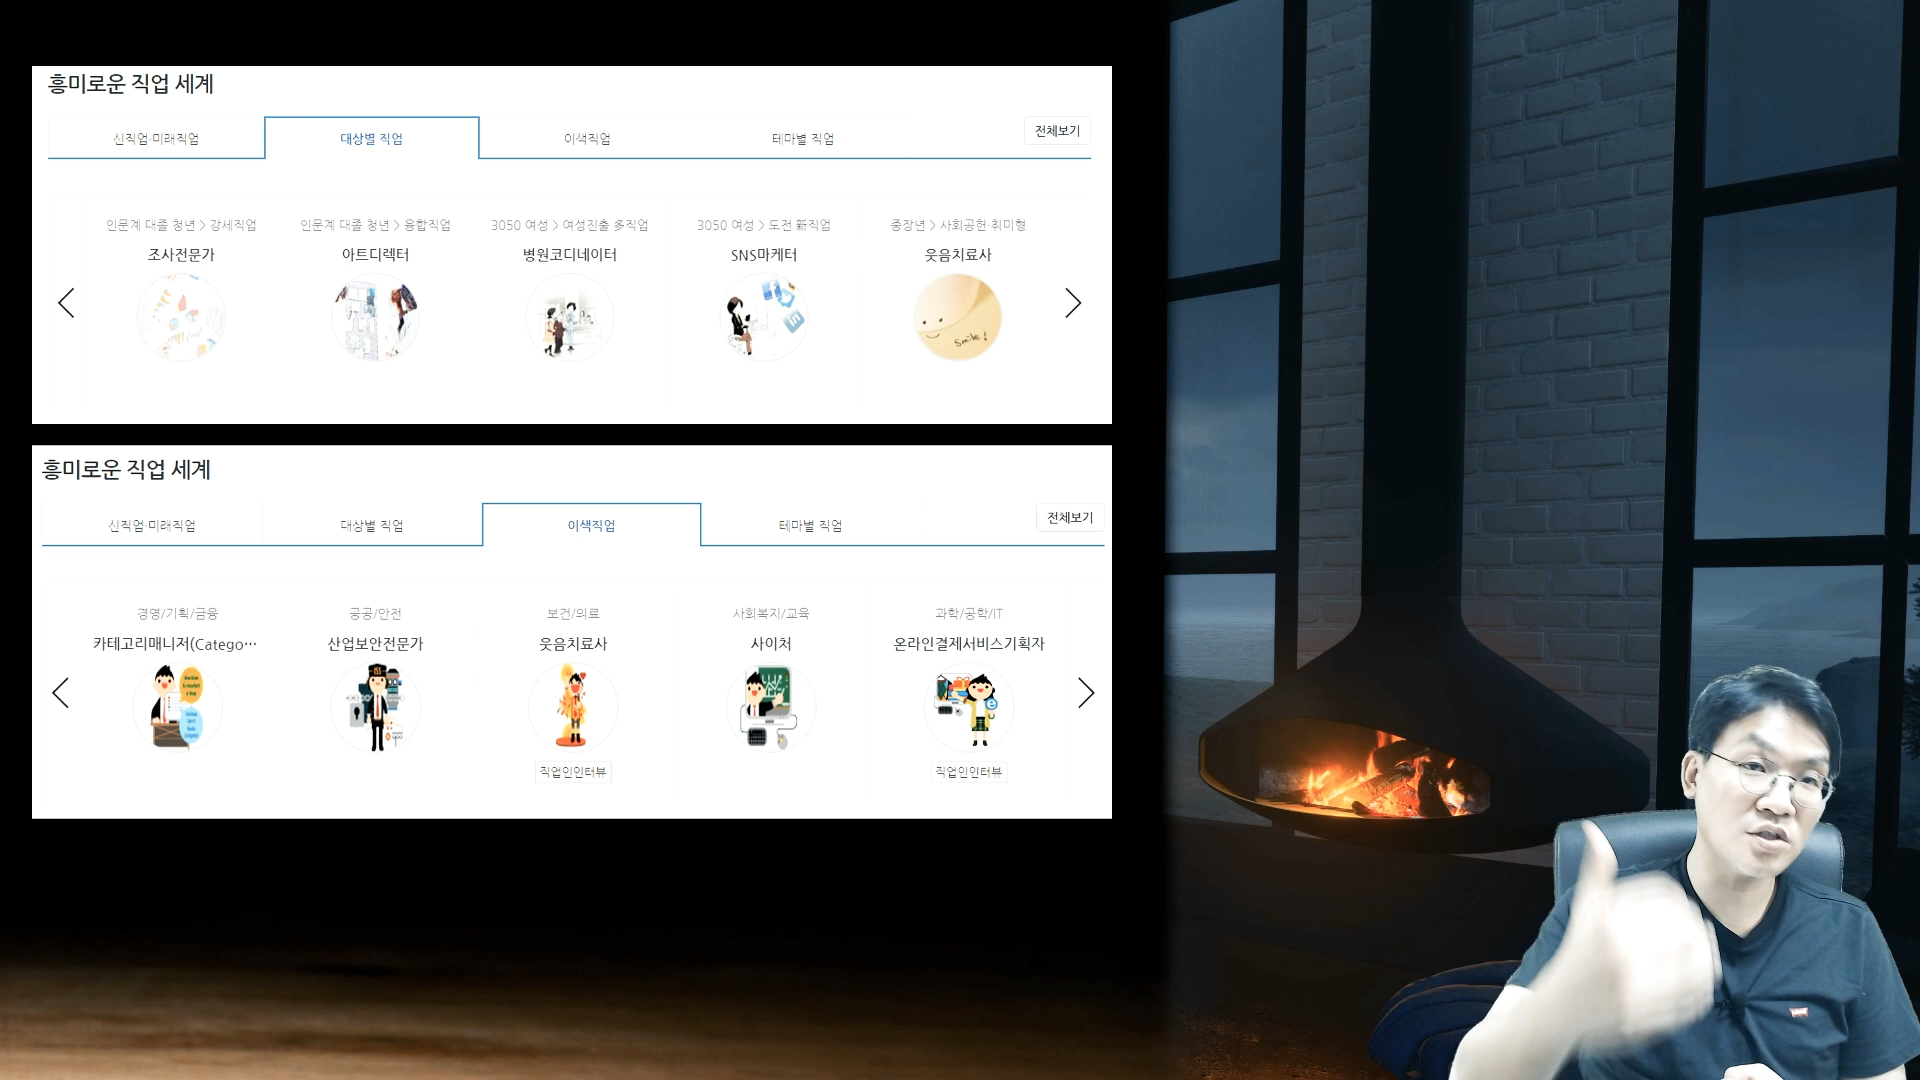 흥미로운 직업 세계
신직업·미래직업 대상별 직업 이색직업 테마별 직업 전체보기
인문계 대졸 청년 > 강세직업 인문계 대졸 청년 > 융합직업 3050 여성 > 여성진출 多직업 3050 여성 > 도전 新직업 중장년 > 사회공헌·취미형
조사전문가 아트디렉터 병원코디네이터 SNS마케터 웃음치료사
Smile!
흥미로운 직업 세계
신직업·미래직업 대상별 직업 이색직업 테마별 직업 전체보기
경영/기획/금융 공공/안전 보건/의료 사회복지/교육 과학/공학/IT
카테고리매니저(Catego··· 산업보안전문가 웃음치료사 사이처 온라인결제서비스기획자
직업인인터뷰 직업인인터뷰